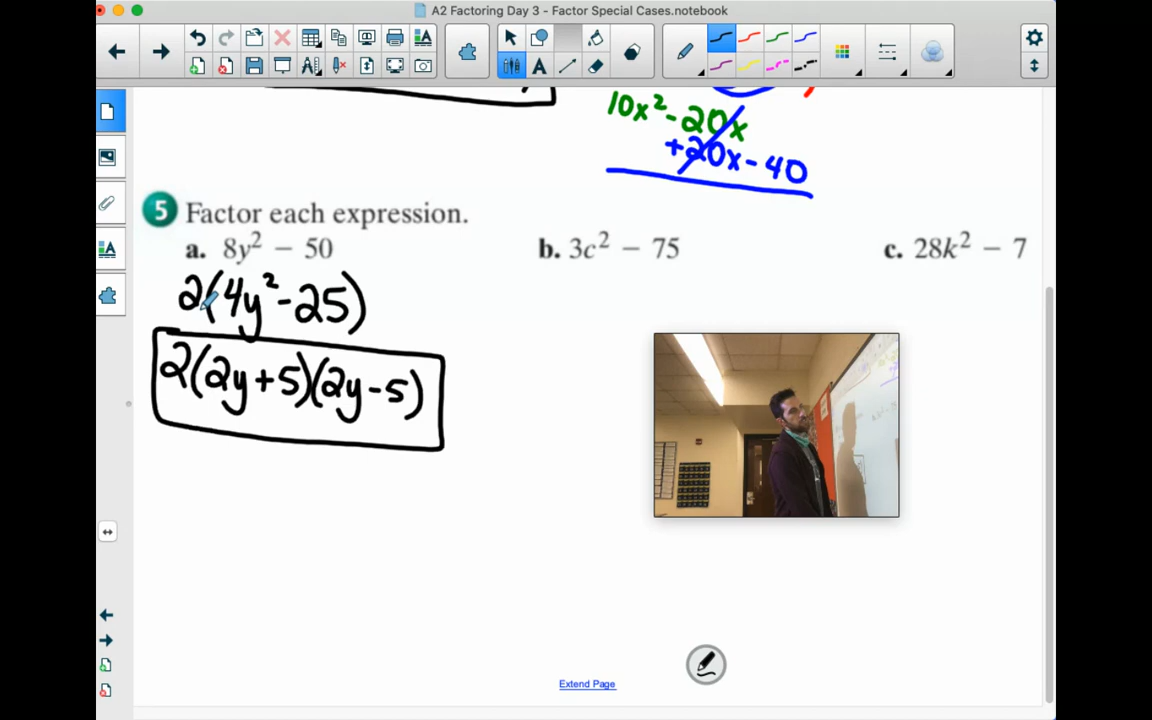 A2 Factoring Day 3 - Factor Special Cases.notebook
10x² - 20x
+20x - 40
5 Factor each expression.
a. 8y² − 50 b. 3c² − 75 c. 28k² − 7
2(4y² - 25)
2(2y + 5)(2y - 5)
Extend Page